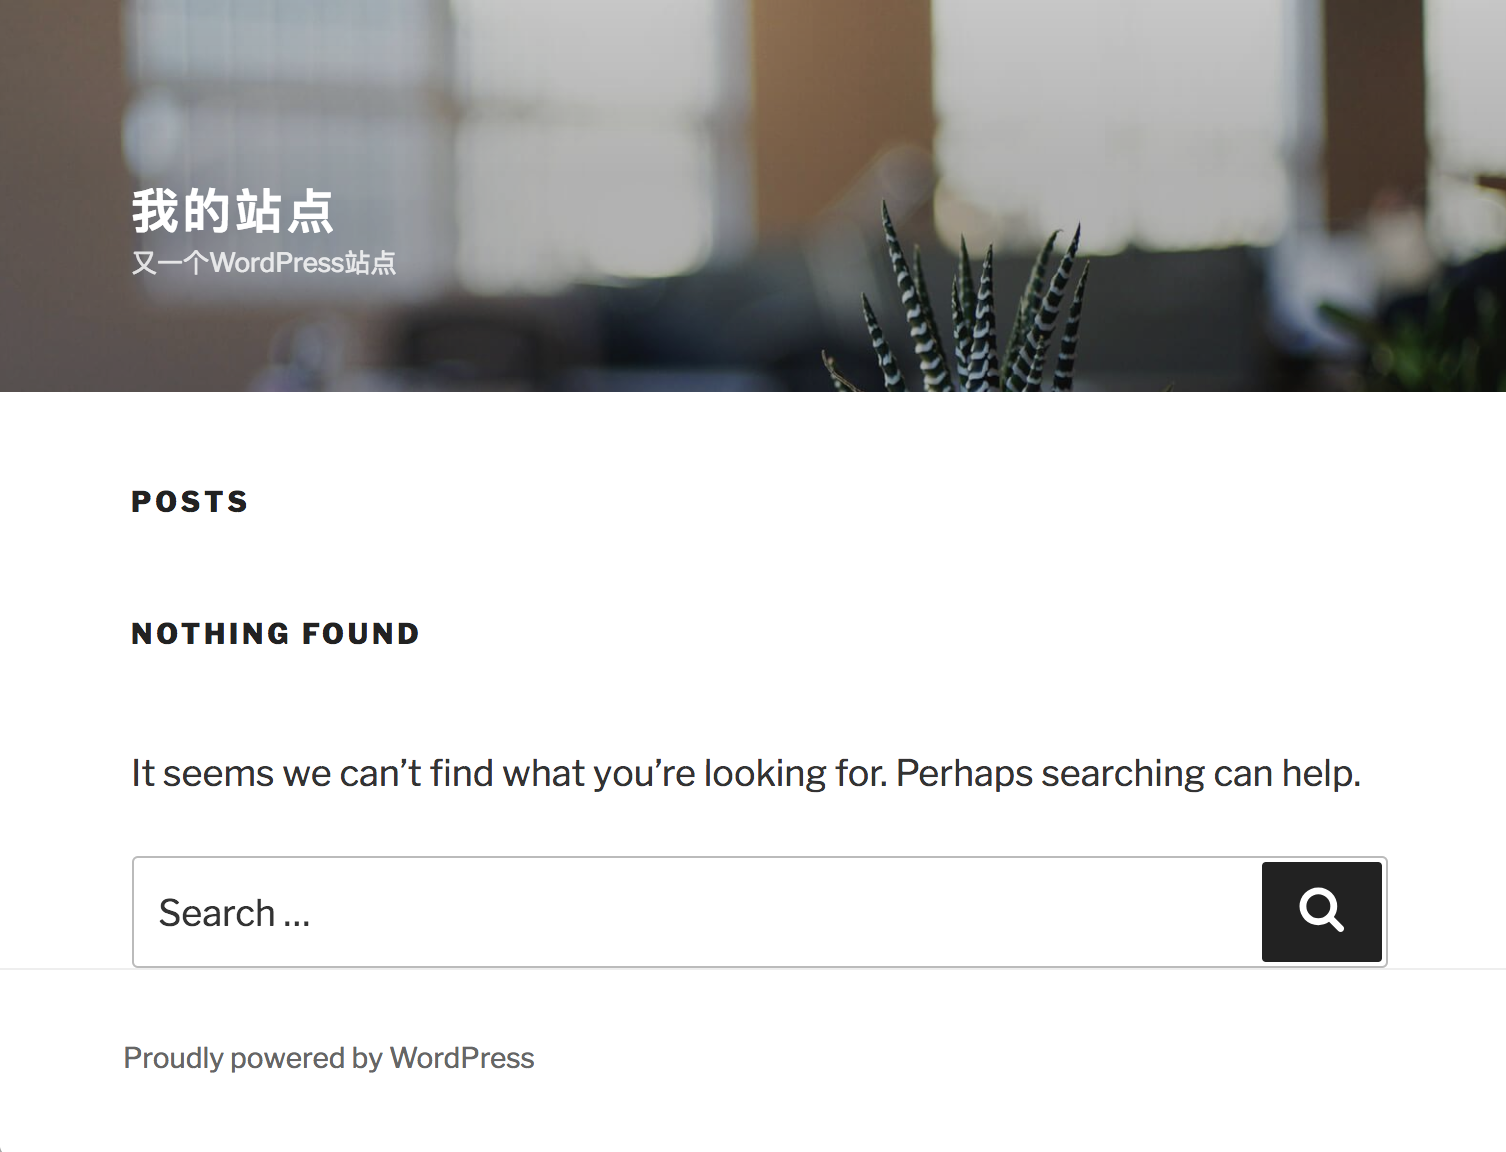 我的站点
又一个WordPress站点
POSTS
NOTHING FOUND
It seems we can’t find what you’re looking for. Perhaps searching can help.
Search …
Proudly powered by WordPress